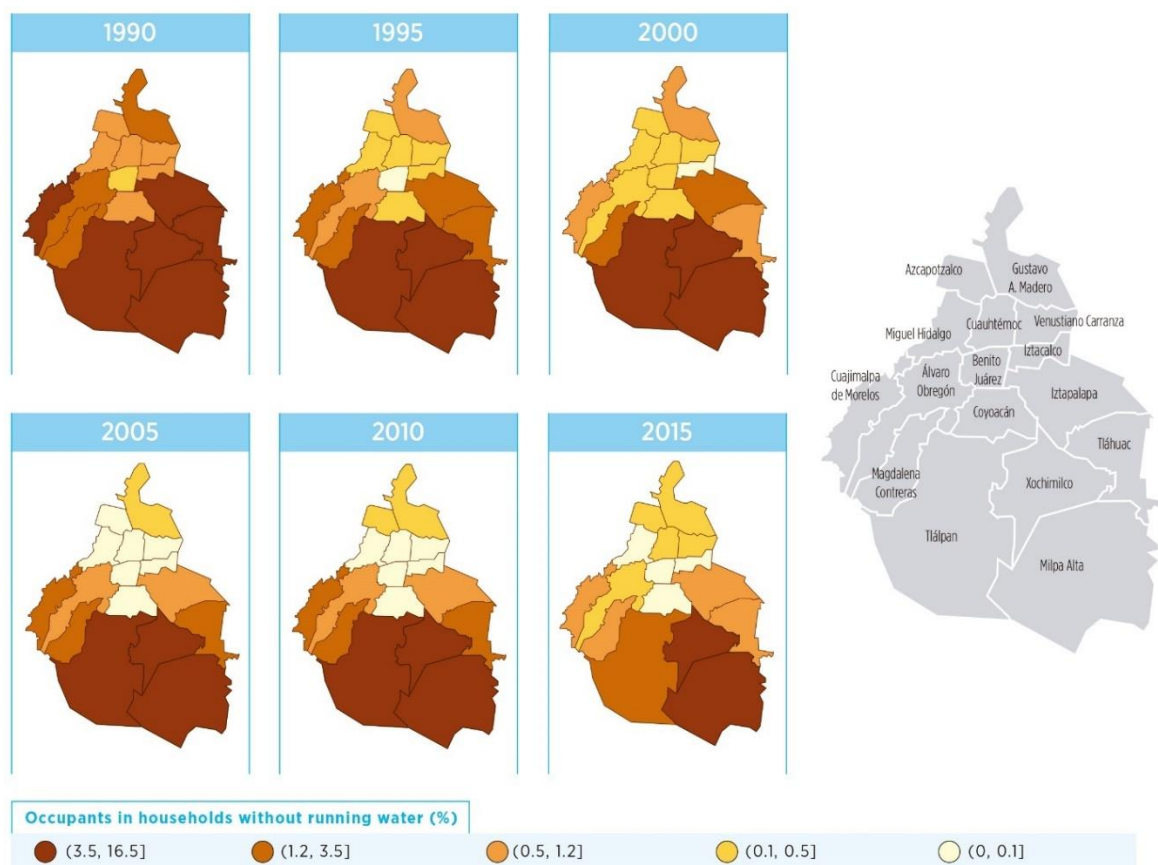 1990
1995
2000
2005
2010
2015
Azcapotzalco
Gustavo
A. Madero
Miguel Hidalgo
Cuauhtémoc
Venustiano Carranza
Iztacalco
Cuajimalpa
de Morelos
Álvaro
Obregón
Benito
Juárez
Iztapalapa
Coyoacán
Tláhuac
Magdalena
Contreras
Xochimilco
Tlálpan
Milpa Alta
Occupants in households without running water (%)
(3.5, 16.5]
(1.2, 3.5]
(0.5, 1.2]
(0.1, 0.5]
(0, 0.1]